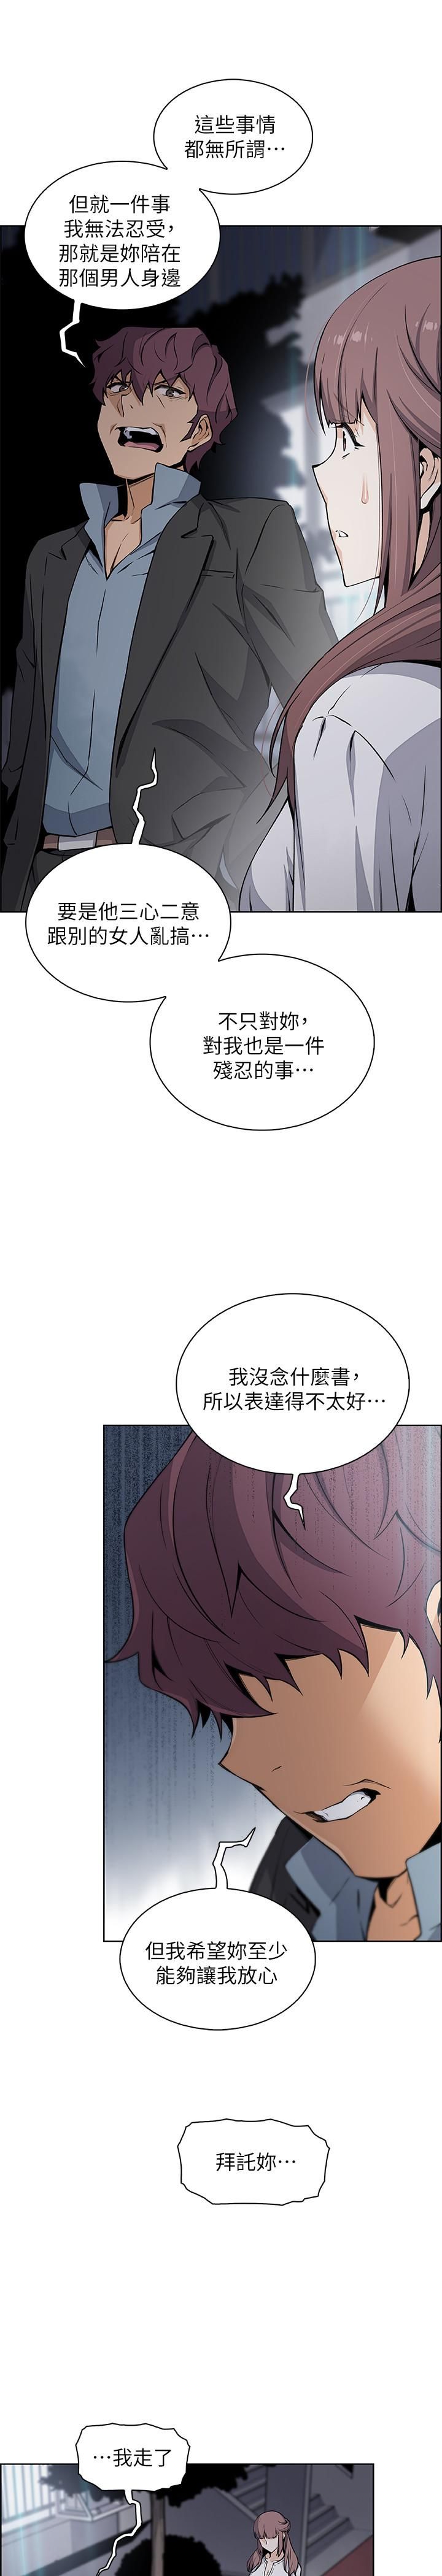 這些事情
都無所謂⋯
但就一件事
我無法忍受,
那就是妳陪在
那個男人身邊
要是他三心二意
跟別的女人亂搞⋯
不只對妳,
對我也是一件
殘忍的事⋯
我沒念什麼書,
所以表達得不太好⋯
但我希望妳至少
能夠讓我放心
拜託妳⋯
⋯我走了